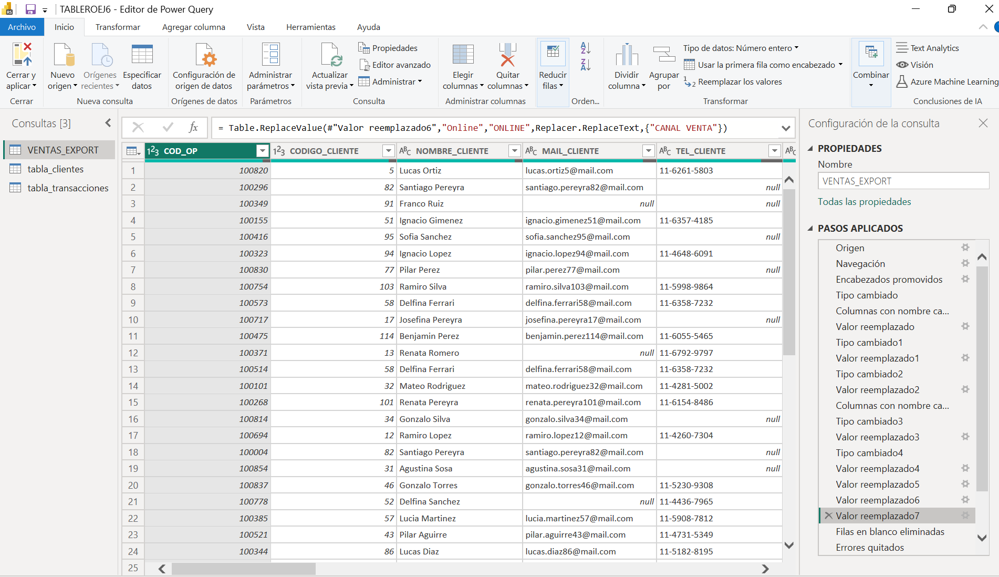 TABLEROEJ6 - Editor de Power Query
Archivo Inicio Transformar Agregar columna Vista Herramientas Ayuda
Cerrar y aplicar
Cerrar
Nuevo origen
Orígenes recientes
Especificar datos
Nueva consulta
Configuración de origen de datos
Orígenes de datos
Administrar parámetros
Parámetros
Actualizar vista previa
Propiedades
Editor avanzado
Administrar
Consulta
Elegir columnas
Quitar columnas
Administrar columnas
Reducir filas
Orden...
Dividir columna
Agrupar por
Tipo de datos: Número entero
Usar la primera fila como encabezado
Reemplazar los valores
Transformar
Combinar
Text Analytics
Visión
Azure Machine Learning
Conclusiones de IA
Consultas [3]
VENTAS_EXPORT
tabla_clientes
tabla_transacciones
fx = Table.ReplaceValue(#"Valor reemplazado6","Online","ONLINE",Replacer.ReplaceText,{"CANAL VENTA"})
COD_OP CODIGO_CLIENTE NOMBRE_CLIENTE MAIL_CLIENTE TEL_CLIENTE
1 100820 5 Lucas Ortiz lucas.ortiz5@mail.com 11-6261-5803
2 100296 82 Santiago Pereyra santiago.pereyra82@mail.com null
3 100349 91 Franco Ruiz null null
4 100155 51 Ignacio Gimenez ignacio.gimenez51@mail.com 11-6357-4185
5 100416 95 Sofia Sanchez sofia.sanchez95@mail.com null
6 100323 94 Ignacio Lopez ignacio.lopez94@mail.com 11-4648-6091
7 100830 77 Pilar Perez pilar.perez77@mail.com null
8 100754 103 Ramiro Silva ramiro.silva103@mail.com 11-5998-9864
9 100573 58 Delfina Ferrari delfina.ferrari58@mail.com 11-6358-7232
10 100717 17 Josefina Pereyra josefina.pereyra17@mail.com null
11 100475 114 Benjamin Perez benjamin.perez114@mail.com 11-6055-5465
12 100371 13 Renata Romero null 11-6792-9797
13 100514 58 Delfina Ferrari delfina.ferrari58@mail.com 11-6358-7232
14 100101 32 Mateo Rodriguez mateo.rodriguez32@mail.com 11-4281-5002
15 100268 101 Renata Pereyra renata.pereyra101@mail.com 11-6154-8486
16 100814 34 Gonzalo Silva gonzalo.silva34@mail.com null
17 100694 12 Ramiro Lopez ramiro.lopez12@mail.com 11-4260-7304
18 100004 82 Santiago Pereyra santiago.pereyra82@mail.com null
19 100854 31 Agustina Sosa agustina.sosa31@mail.com null
20 100837 46 Gonzalo Torres gonzalo.torres46@mail.com 11-5230-9308
21 100778 52 Delfina Sanchez null 11-4436-7965
22 100385 57 Lucia Martinez lucia.martinez57@mail.com 11-5908-7812
23 100521 43 Pilar Aguirre pilar.aguirre43@mail.com 11-4731-5349
24 100344 86 Lucas Diaz lucas.diaz86@mail.com 11-5182-8195
25
Configuración de la consulta
PROPIEDADES
Nombre
VENTAS_EXPORT
Todas las propiedades
PASOS APLICADOS
Origen
Navegación
Encabezados promovidos
Tipo cambiado
Columnas con nombre ca...
Valor reemplazado
Tipo cambiado1
Valor reemplazado1
Tipo cambiado2
Valor reemplazado2
Columnas con nombre ca...
Tipo cambiado3
Valor reemplazado3
Tipo cambiado4
Valor reemplazado4
Valor reemplazado5
Valor reemplazado6
Valor reemplazado7
Filas en blanco eliminadas
Errores quitados